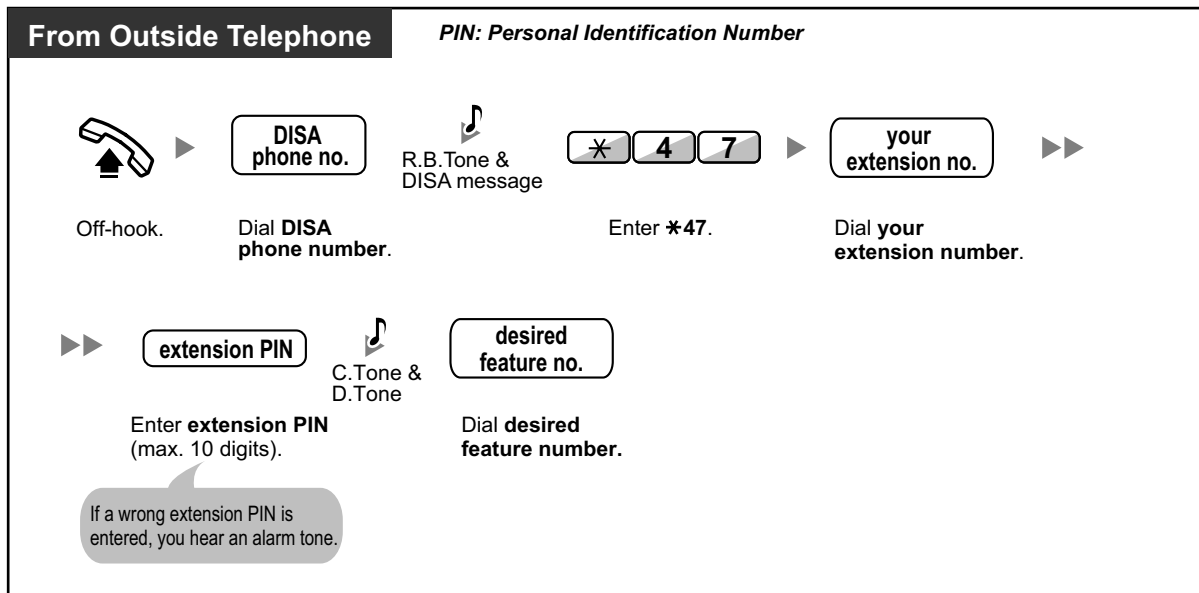 From Outside Telephone
PIN: Personal Identification Number
DISA
phone no.
R.B.Tone &
DISA message
* 4 7
your
extension no.
Off-hook.
Dial DISA
phone number.
Enter *47.
Dial your
extension number.
extension PIN
C.Tone &
D.Tone
desired
feature no.
Enter extension PIN
(max. 10 digits).
Dial desired
feature number.
If a wrong extension PIN is
entered, you hear an alarm tone.